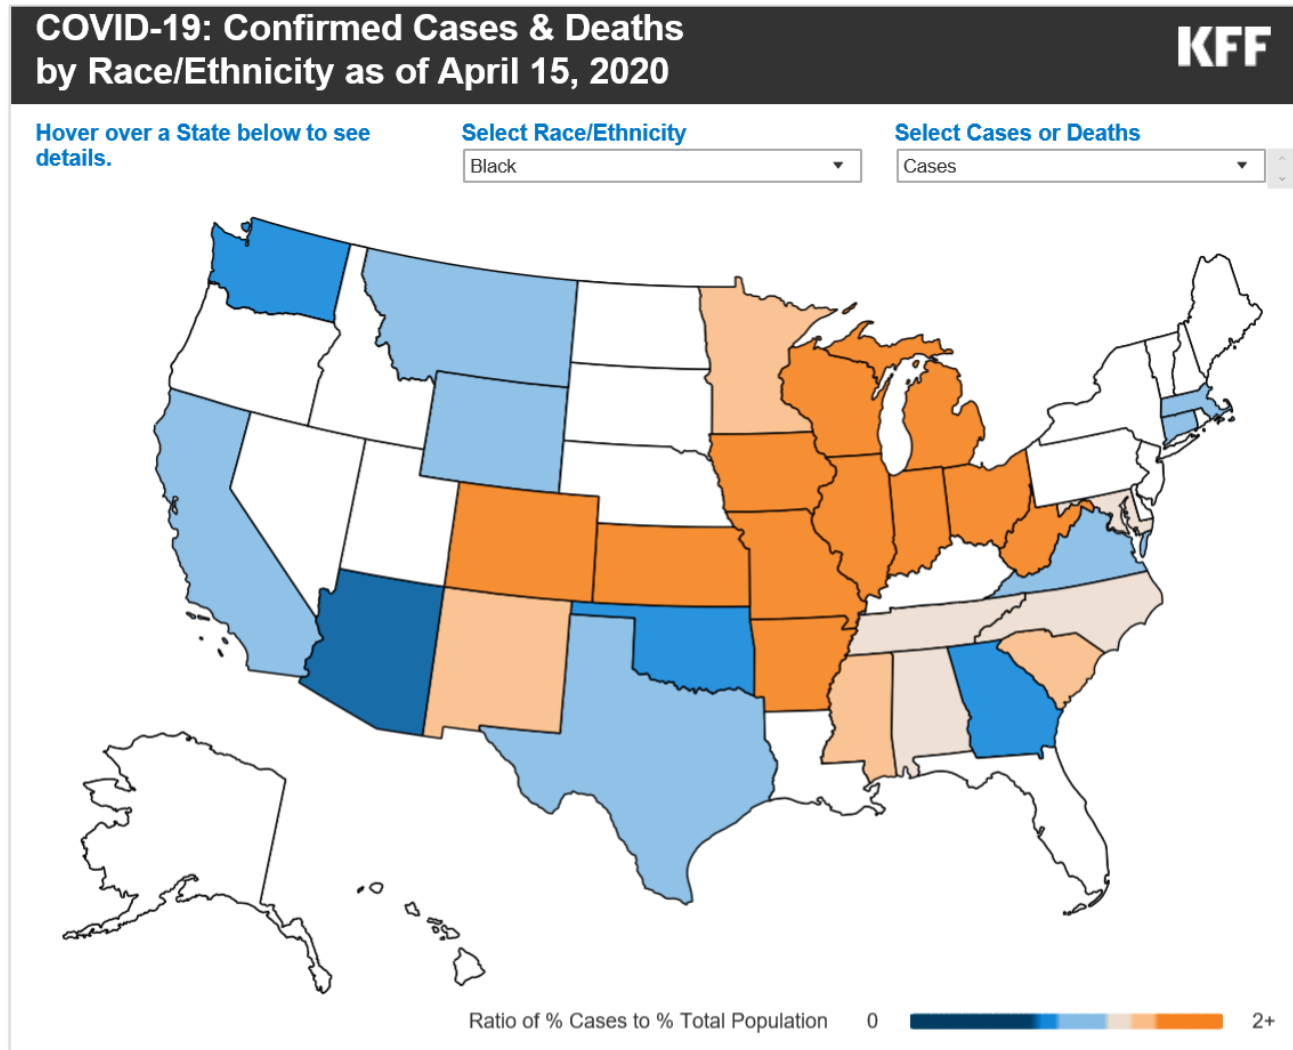 COVID-19: Confirmed Cases & Deaths
by Race/Ethnicity as of April 15, 2020
KFF
Hover over a State below to see
details.
Select Race/Ethnicity
Black
Select Cases or Deaths
Cases
Ratio of % Cases to % Total Population
0
2+